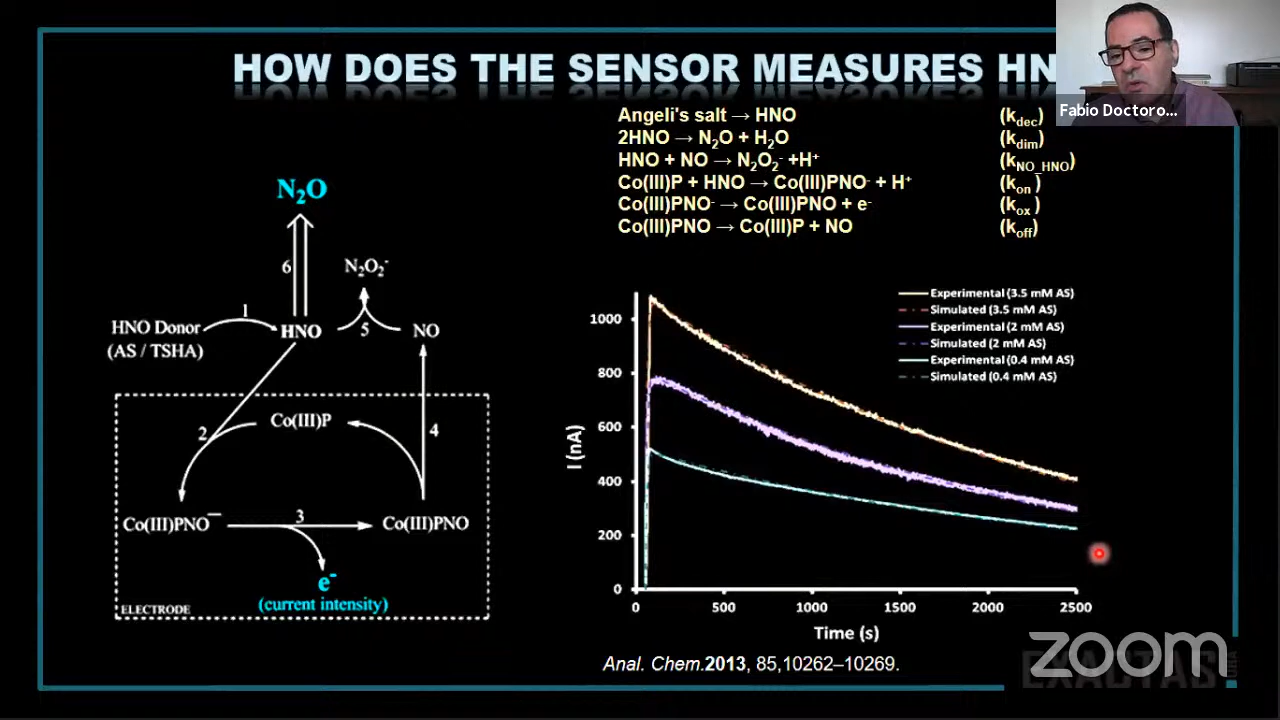 HOW DOES THE SENSOR MEASURES HN
Fabio Doctoro...
Angeli's salt → HNO (k_dec)
2HNO → N₂O + H₂O (k_dim)
HNO + NO → N₂O₂⁻ +H⁺ (k_NO_HNO)
Co(III)P + HNO → Co(III)PNO⁻ + H⁺ (k_on )
Co(III)PNO⁻ → Co(III)PNO + e⁻ (k_ox )
Co(III)PNO → Co(III)P + NO (k_off)
N₂O
6
N₂O₂⁻
1
HNO Donor
(AS / TSHA)
HNO
5
NO
2
Co(III)P
4
Co(III)PNO⁻
3
Co(III)PNO
e⁻
(current intensity)
ELECTRODE
Experimental (3.5 mM AS)
Simulated (3.5 mM AS)
Experimental (2 mM AS)
Simulated (2 mM AS)
Experimental (0.4 mM AS)
Simulated (0.4 mM AS)
I (nA)
1000
800
600
400
200
0
0 500 1000 1500 2000 2500
Time (s)
Anal. Chem.2013, 85,10262–10269.
zoom
EXACTAS